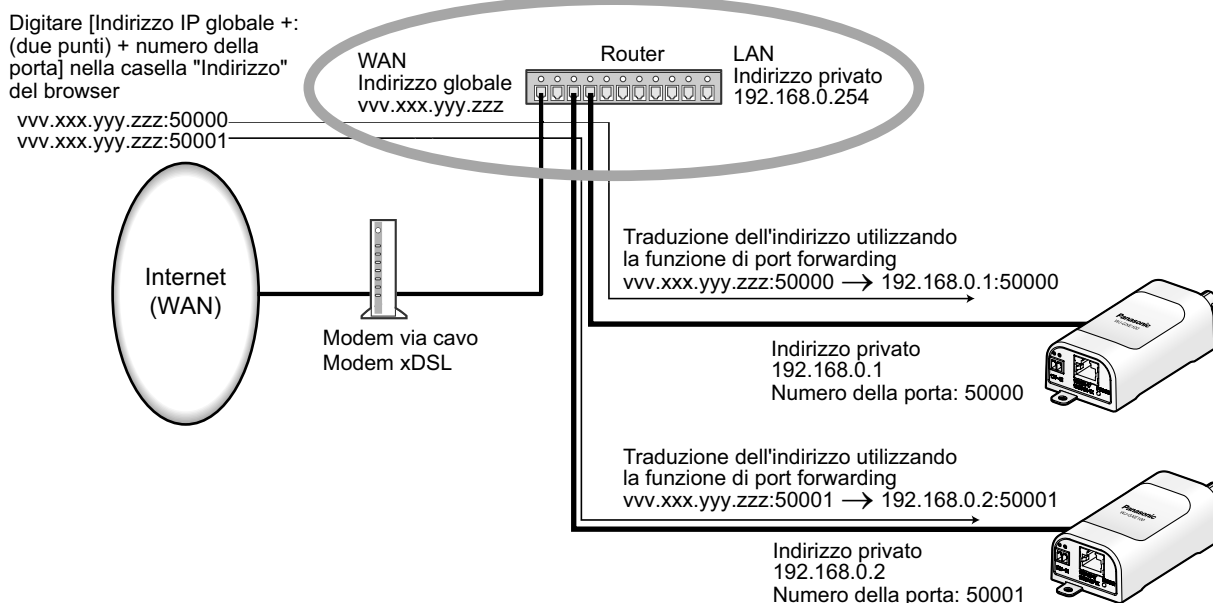 Digitare [Indirizzo IP globale +:
(due punti) + numero della
porta] nella casella "Indirizzo"
del browser
vvv.xxx.yyy.zzz:50000
vvv.xxx.yyy.zzz:50001
WAN
Indirizzo globale
vvv.xxx.yyy.zzz
Router
LAN
Indirizzo privato
192.168.0.254
Internet
(WAN)
Modem via cavo
Modem xDSL
Traduzione dell'indirizzo utilizzando
la funzione di port forwarding
vvv.xxx.yyy.zzz:50000 → 192.168.0.1:50000
Panasonic
Indirizzo privato
192.168.0.1
Numero della porta: 50000
Traduzione dell'indirizzo utilizzando
la funzione di port forwarding
vvv.xxx.yyy.zzz:50001 → 192.168.0.2:50001
Panasonic
Indirizzo privato
192.168.0.2
Numero della porta: 50001